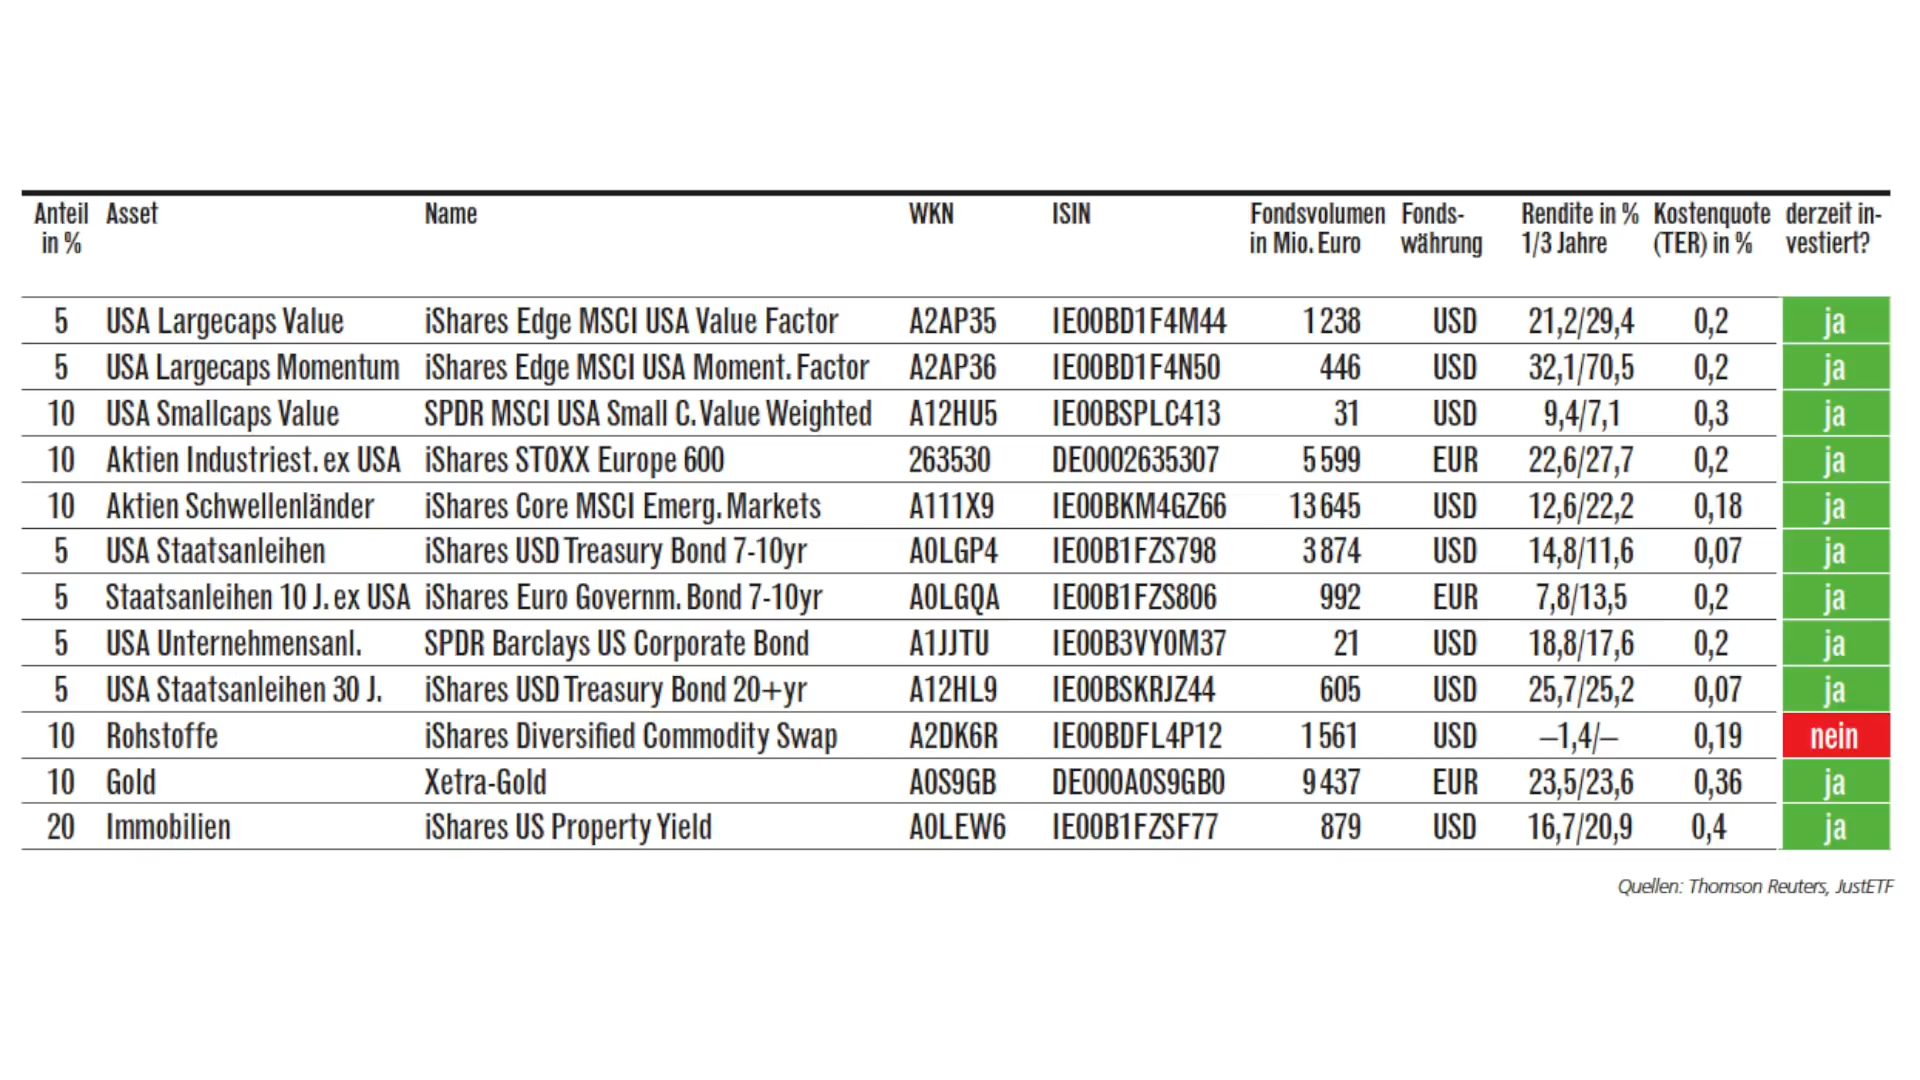 Anteil Asset Name WKN ISIN Fondsvolumen Fonds- Rendite in % Kostenquote derzeit in-
in % in Mio. Euro währung 1/3 Jahre (TER) in % vestiert?
5 USA Largecaps Value iShares Edge MSCI USA Value Factor A2AP35 IE00BD1F4M44 1 238 USD 21,2/29,4 0,2 ja
5 USA Largecaps Momentum iShares Edge MSCI USA Moment. Factor A2AP36 IE00BD1F4N50 446 USD 32,1/70,5 0,2 ja
10 USA Smallcaps Value SPDR MSCI USA Small C. Value Weighted A12HU5 IE00BSPLC413 31 USD 9,4/7,1 0,3 ja
10 Aktien Industriest. ex USA iShares STOXX Europe 600 263530 DE0002635307 5 599 EUR 22,6/27,7 0,2 ja
10 Aktien Schwellenländer iShares Core MSCI Emerg. Markets A111X9 IE00BKM4GZ66 13 645 USD 12,6/22,2 0,18 ja
5 USA Staatsanleihen iShares USD Treasury Bond 7-10yr A0LGP4 IE00B1FZS798 3 874 USD 14,8/11,6 0,07 ja
5 Staatsanleihen 10 J. ex USA iShares Euro Governm. Bond 7-10yr A0LGQA IE00B1FZS806 992 EUR 7,8/13,5 0,2 ja
5 USA Unternehmensanl. SPDR Barclays US Corporate Bond A1JJTU IE00B3VY0M37 21 USD 18,8/17,6 0,2 ja
5 USA Staatsanleihen 30 J. iShares USD Treasury Bond 20+yr A12HL9 IE00BSKRJZ44 605 USD 25,7/25,2 0,07 ja
10 Rohstoffe iShares Diversified Commodity Swap A2DK6R IE00BDFL4P12 1 561 USD –1,4/– 0,19 nein
10 Gold Xetra-Gold A0S9GB DE000A0S9GB0 9 437 EUR 23,5/23,6 0,36 ja
20 Immobilien iShares US Property Yield A0LEW6 IE00B1FZSF77 879 USD 16,7/20,9 0,4 ja
Quellen: Thomson Reuters, JustETF